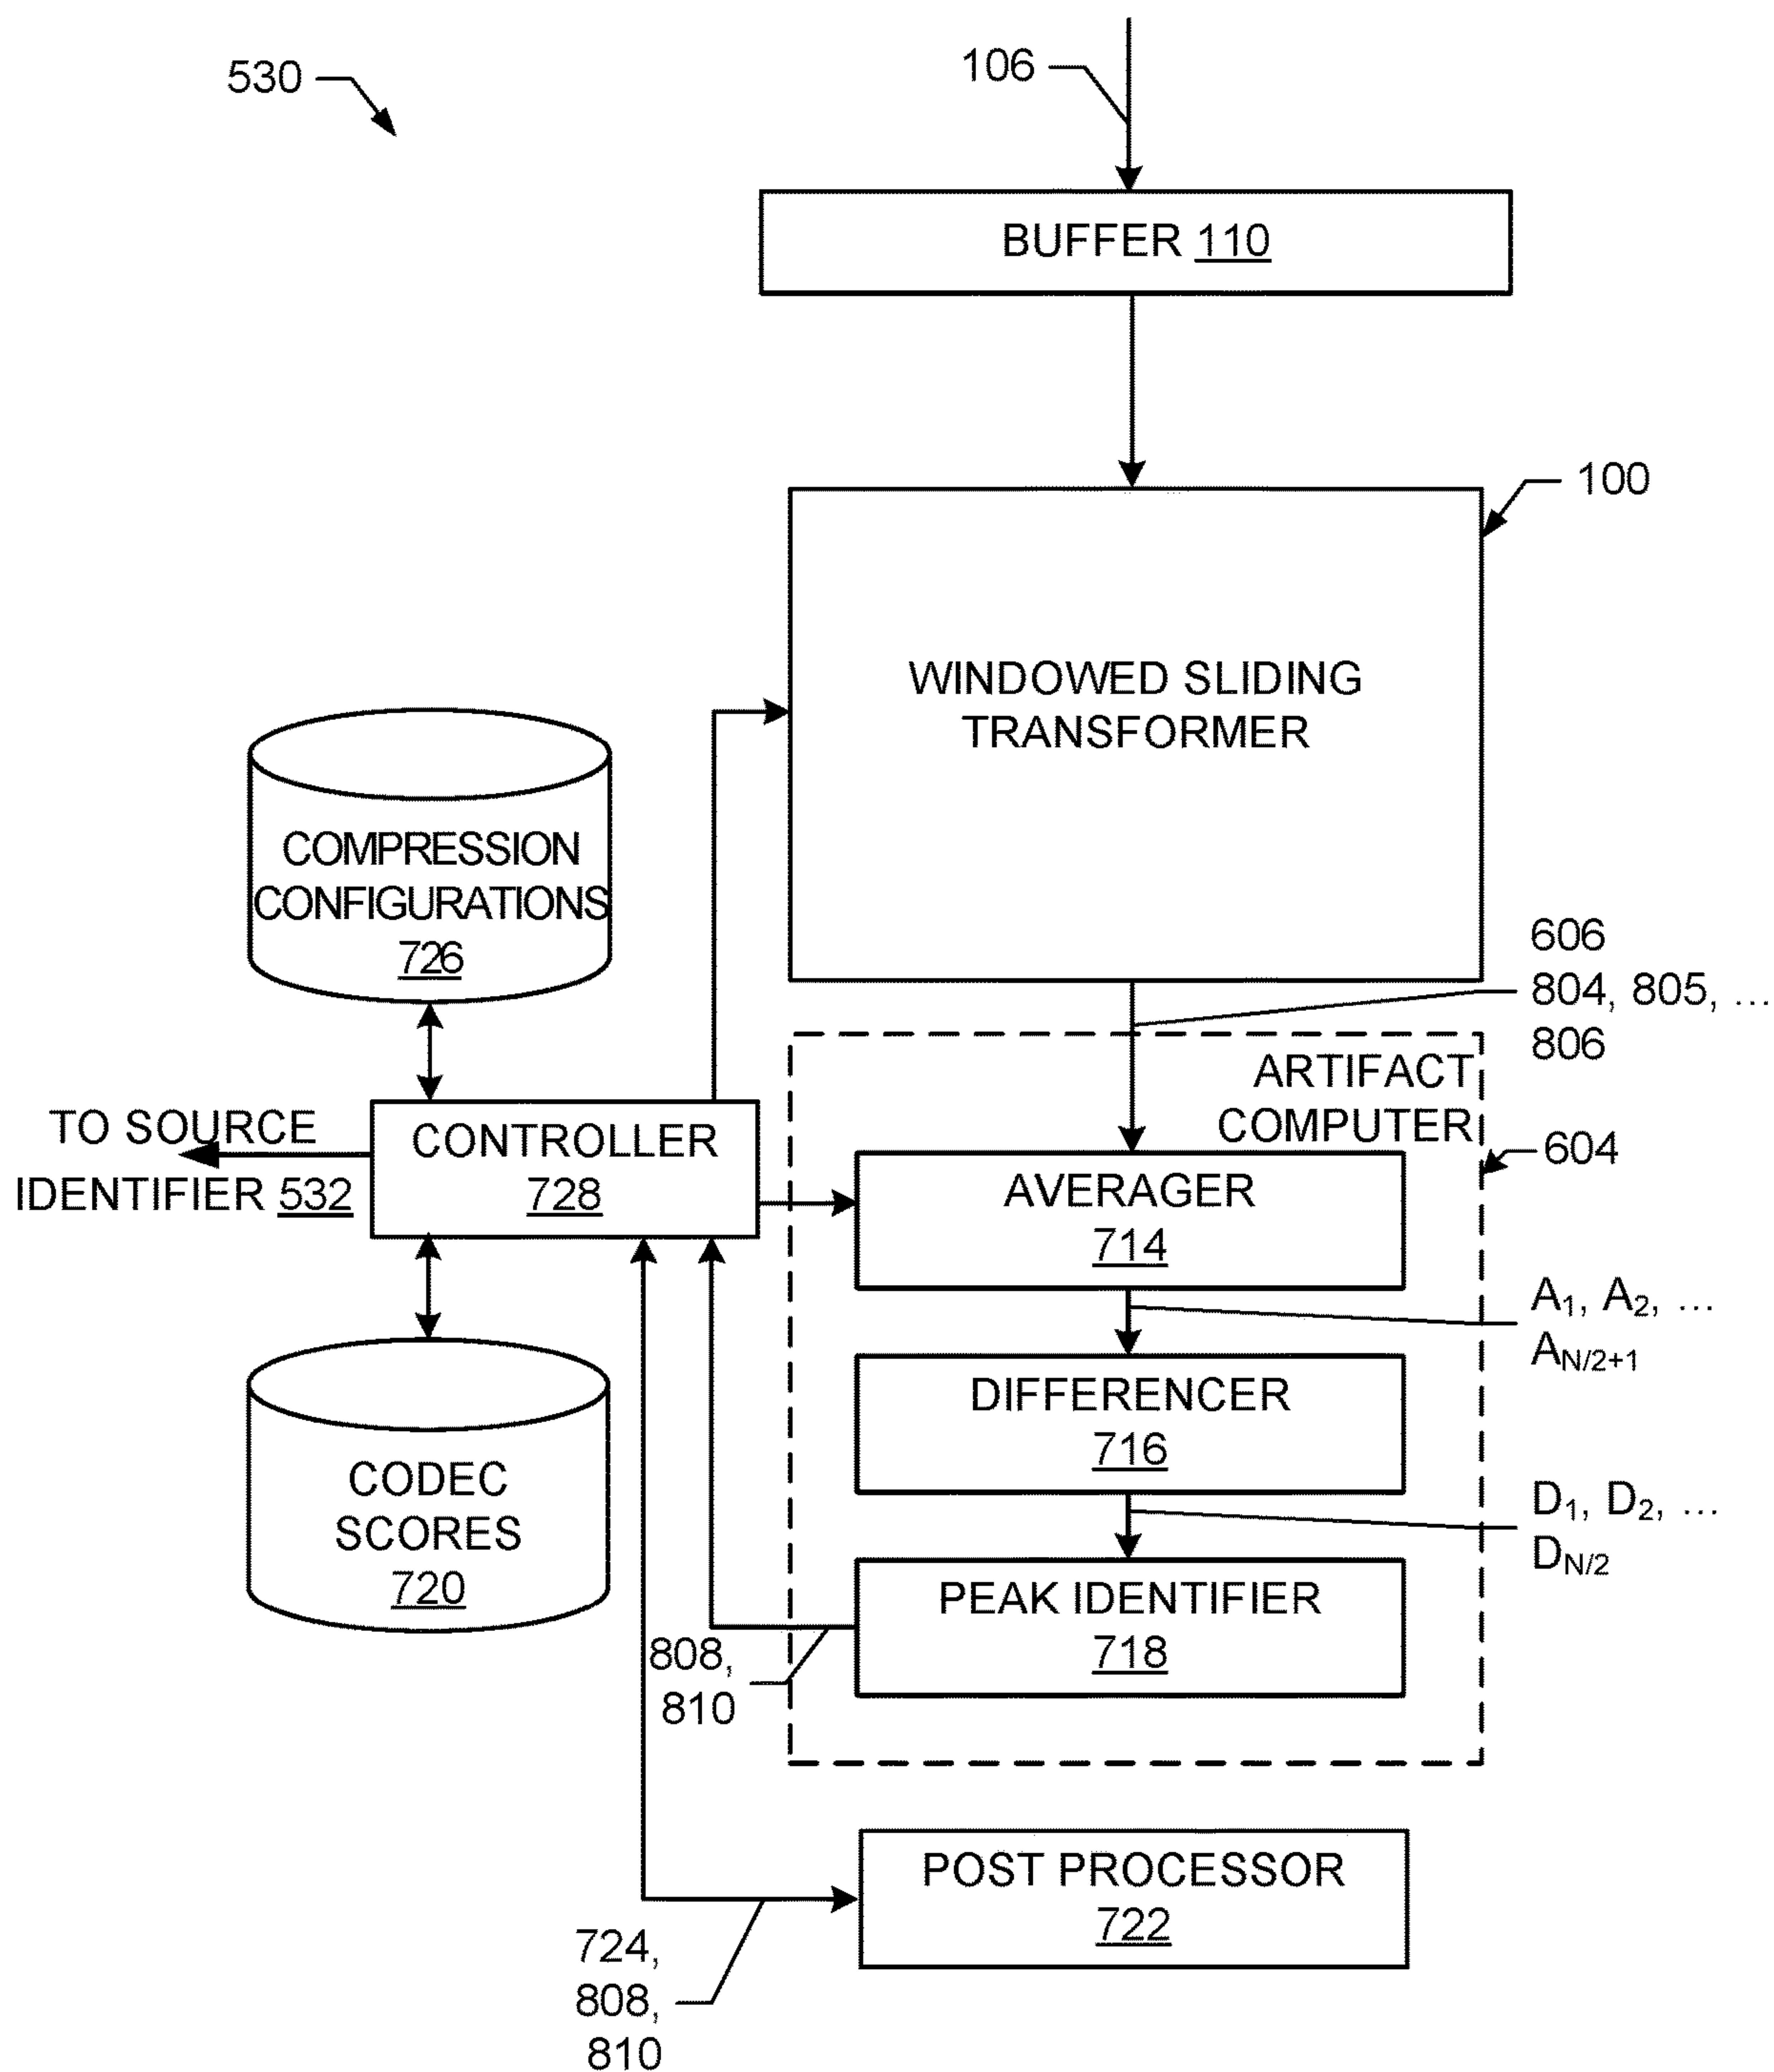 530
106
BUFFER 110
100
WINDOWED SLIDING
TRANSFORMER
COMPRESSION
CONFIGURATIONS
726
606
804, 805, ...
806
ARTIFACT
COMPUTER
604
TO SOURCE
IDENTIFIER 532
CONTROLLER
728
AVERAGER
714
A1, A2, ...
AN/2+1
DIFFERENCER
716
CODEC
SCORES
720
D1, D2, ...
DN/2
PEAK IDENTIFIER
718
808,
810
POST PROCESSOR
722
724,
808,
810